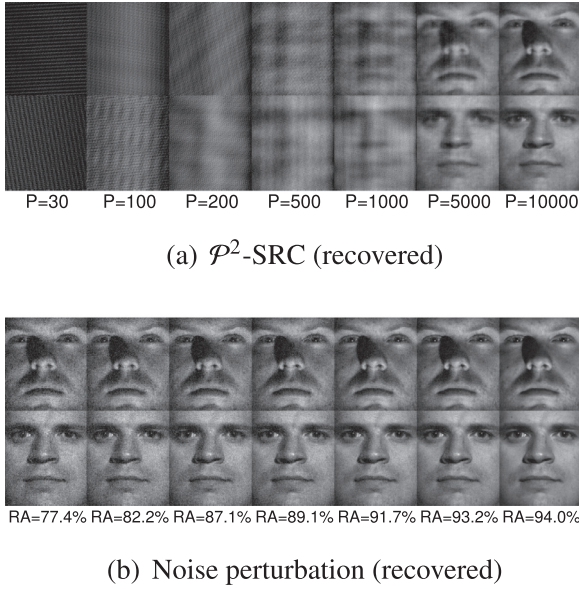 P=30 P=100 P=200 P=500 P=1000 P=5000 P=10000
(a) 𝒫²-SRC (recovered)
RA=77.4% RA=82.2% RA=87.1% RA=89.1% RA=91.7% RA=93.2% RA=94.0%
(b) Noise perturbation (recovered)